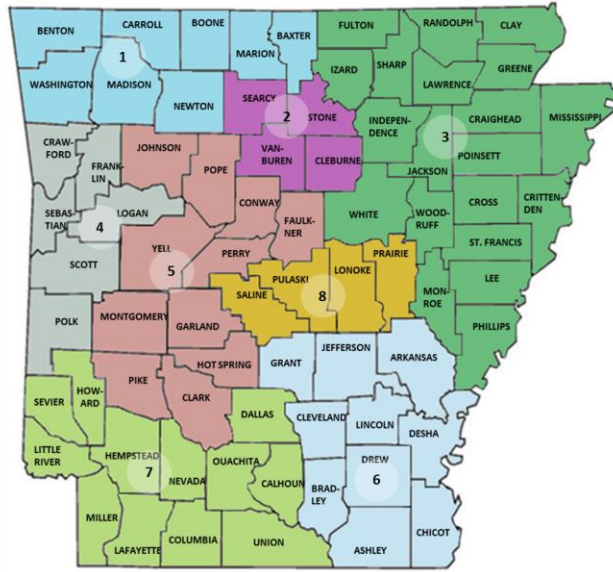 BENTON
CARROLL
BOONE
MARION
BAXTER
FULTON
RANDOLPH
CLAY
1
WASHINGTON
MADISON
NEWTON
IZARD
SHARP
LAWRENCE
GREENE
SEARCY
2
STONE
INDEPEN-
DENCE
3
CRAIGHEAD
MISSISSIPPI
CRAW-
FORD
FRANK-
LIN
JOHNSON
POPE
VAN-
BUREN
CLEBURNE
JACKSON
POINSETT
SEBAS-
TIAN
4
LOGAN
CONWAY
FAULK-
NER
WHITE
WOOD-
RUFF
CROSS
CRITTEN
DEN
SCOTT
YELL
5
PERRY
PULASKI
LONOKE
PRAIRIE
ST. FRANCIS
SALINE
8
MON-
ROE
LEE
POLK
MONTGOMERY
GARLAND
PHILLIPS
HOT SPRING
GRANT
JEFFERSON
ARKANSAS
SEVIER
HOW-
ARD
PIKE
CLARK
DALLAS
CLEVELAND
LINCOLN
DESHA
LITTLE
RIVER
HEMPSTEAD
7
NEVADA
OUACHITA
CALHOUN
BRAD-
LEY
DREW
6
MILLER
LAFAYETTE
COLUMBIA
UNION
ASHLEY
CHICOT